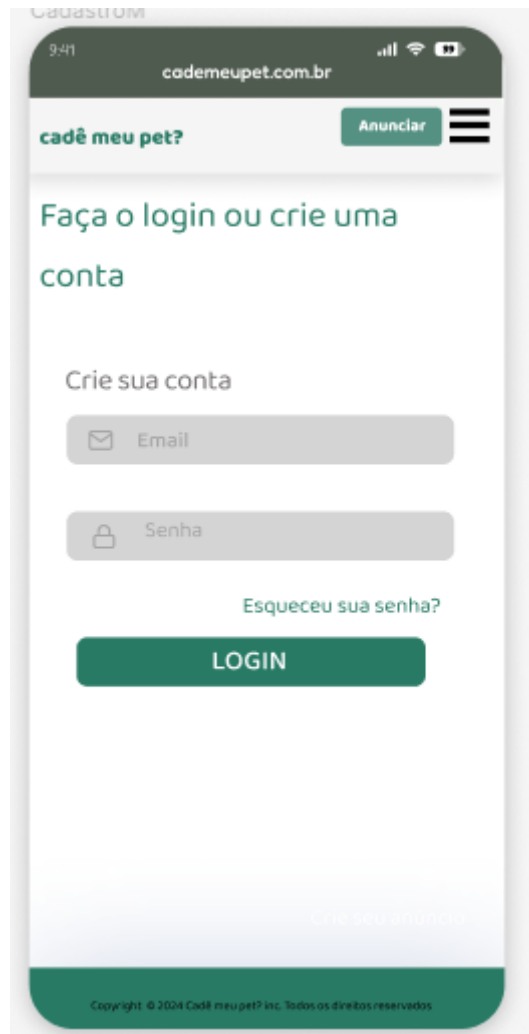 CadastroM
9:41
cademeupet.com.br
cadê meu pet?
Anunciar
Faça o login ou crie uma
conta
Crie sua conta
Email
Senha
Esqueceu sua senha?
LOGIN
Crie seu anúncio
Copyright © 2024 Cadê meu pet? inc. Todos os direitos reservados